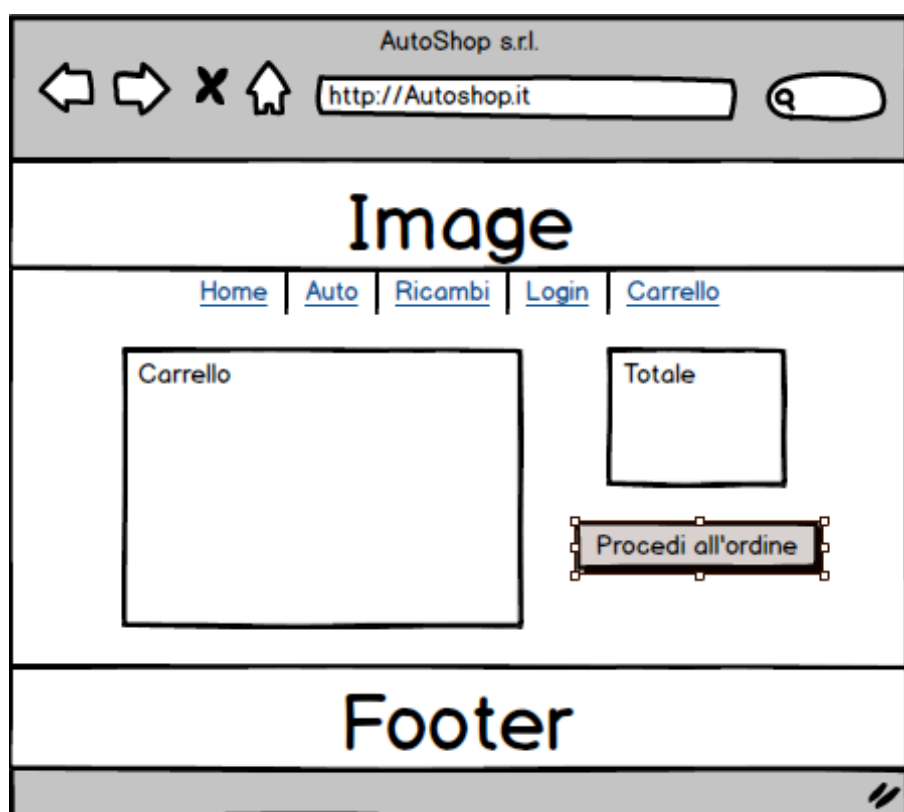 AutoShop s.r.l.
http://Autoshop.it
Image
Home Auto Ricambi Login Carrello
Carrello
Totale
Procedi all'ordine
Footer